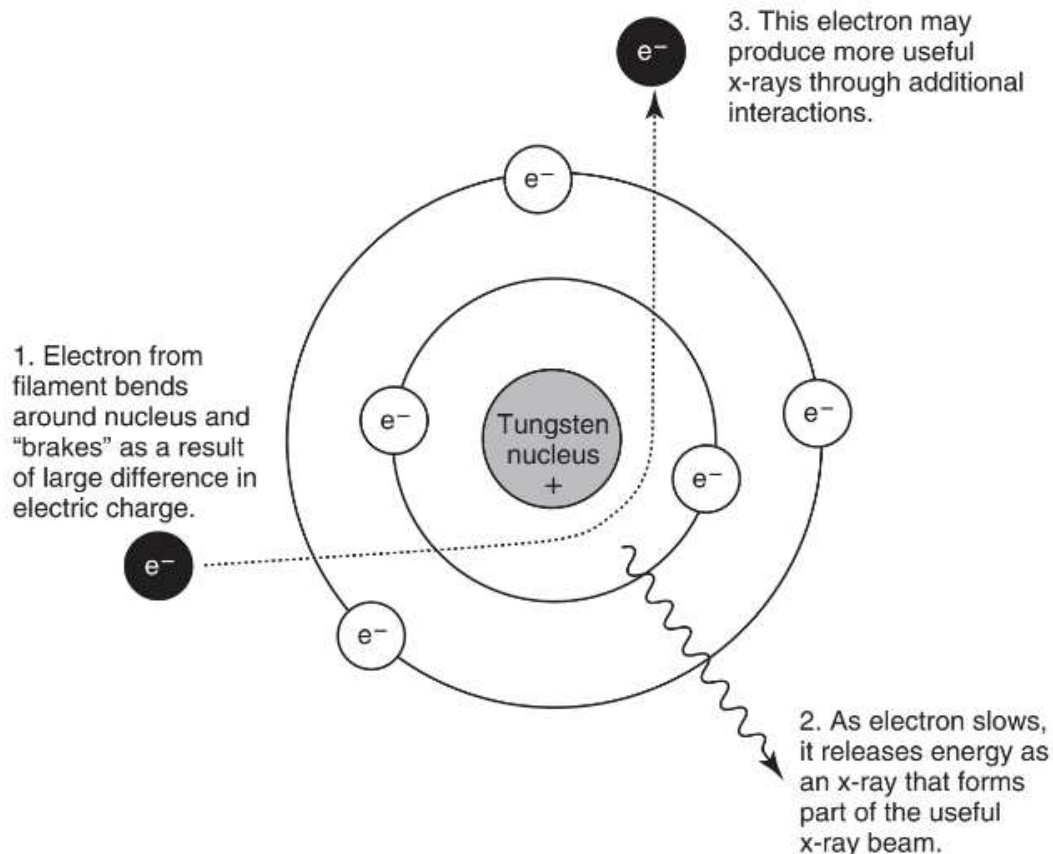 3. This electron may
produce more useful
x-rays through additional
interactions.
e–
e–
1. Electron from
filament bends
around nucleus and
“brakes” as a result
of large difference in
electric charge.
e–
Tungsten
nucleus
+
e–
e–
e–
e–
2. As electron slows,
it releases energy as
an x-ray that forms
part of the useful
x-ray beam.